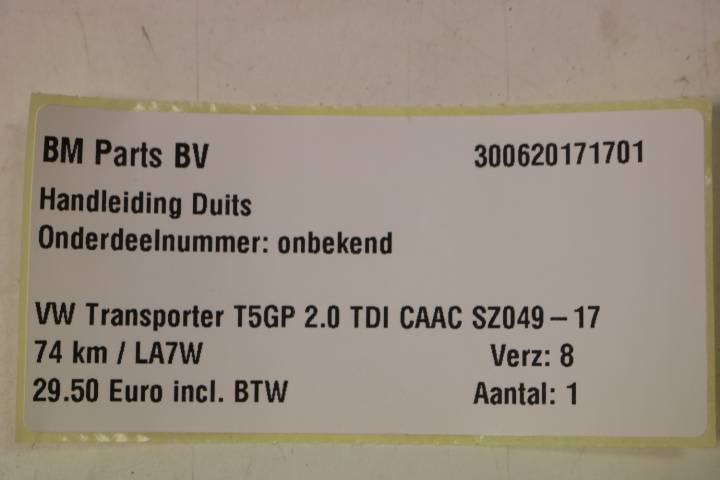 BM Parts BV 300620171701
Handleiding Duits
Onderdeelnummer: onbekend
VW Transporter T5GP 2.0 TDI CAAC SZ049-17
74 km / LA7W Verz: 8
29.50 Euro incl. BTW Aantal: 1